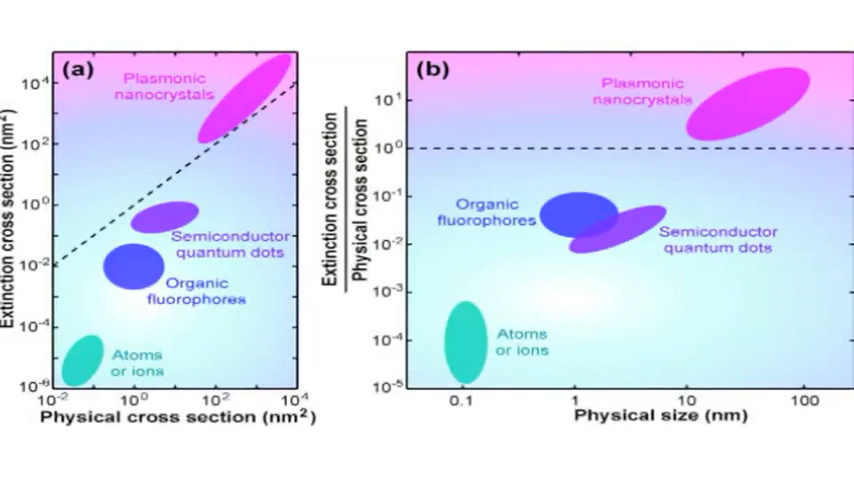 (a)
Plasmonic
nanocrystals
Semiconductor
quantum dots
Organic
fluorophores
Atoms
or ions
Extinction cross section (nm²)
10⁴
10²
10⁰
10⁻²
10⁻⁴
10⁻⁶
10⁻² 10⁰ 10² 10⁴
Physical cross section (nm²)
(b)
Plasmonic
nanocrystals
Organic
fluorophores
Semiconductor
quantum dots
Atoms
or ions
Extinction cross section
Physical cross section
10¹
10⁰
10⁻¹
10⁻²
10⁻³
10⁻⁴
10⁻⁵
0.1 1 10 100
Physical size (nm)